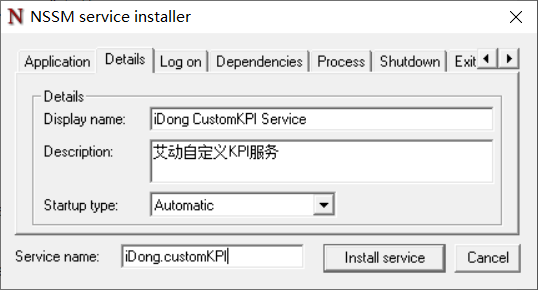 NSSM service installer
Application Details Log on Dependencies Process Shutdown Exit
Details
Display name: iDong CustomKPI Service
Description: 艾动自定义KPI服务
Startup type: Automatic
Service name: iDong.customKPI Install service Cancel